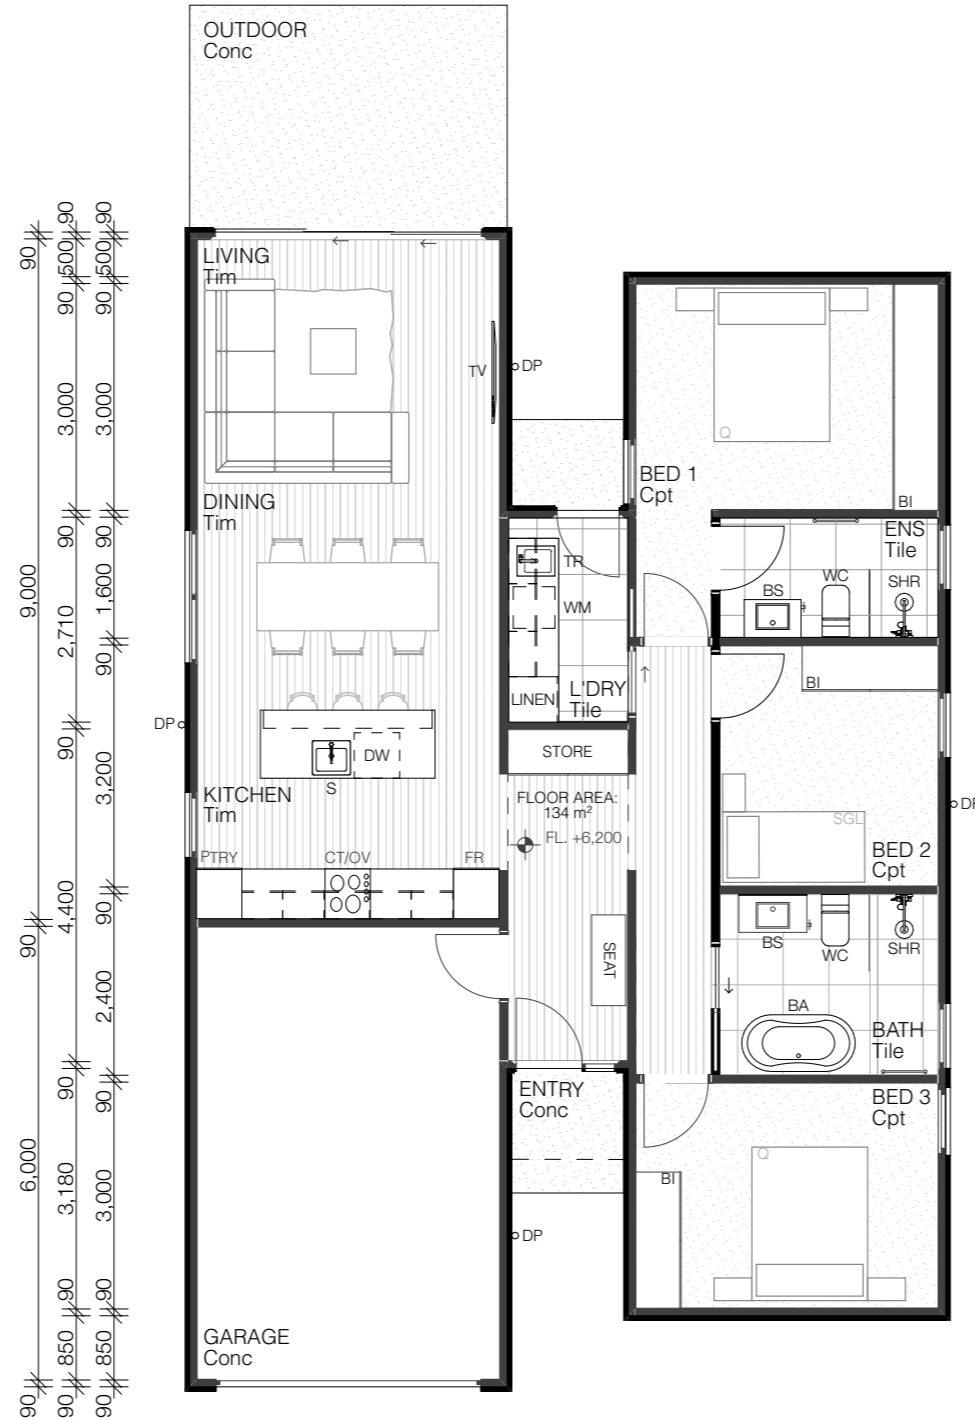 OUTDOOR
Conc
LIVING
Tim
TV
DP
DINING
Tim
BED 1
Cpt
Q
BI
ENS
Tile
BS
WC
SHR
TR
WM
LINEN
L'DRY
Tile
BI
DP
STORE
DW
S
KITCHEN
Tim
FLOOR AREA:
134 m²
FL. +6,200
SGL
BED 2
Cpt
DP
PTRY
CT/OV
FR
SEAT
BS
WC
SHR
BA
BATH
Tile
ENTRY
Conc
BED 3
Cpt
Q
BI
DP
GARAGE
Conc
90
9,000
90
6,000
90
90
500
90
3,000
90
2,710
90
4,400
90
3,180
90
850
90
90
500
90
3,000
90
1,600
90
3,200
90
2,400
90
3,000
90
850
90